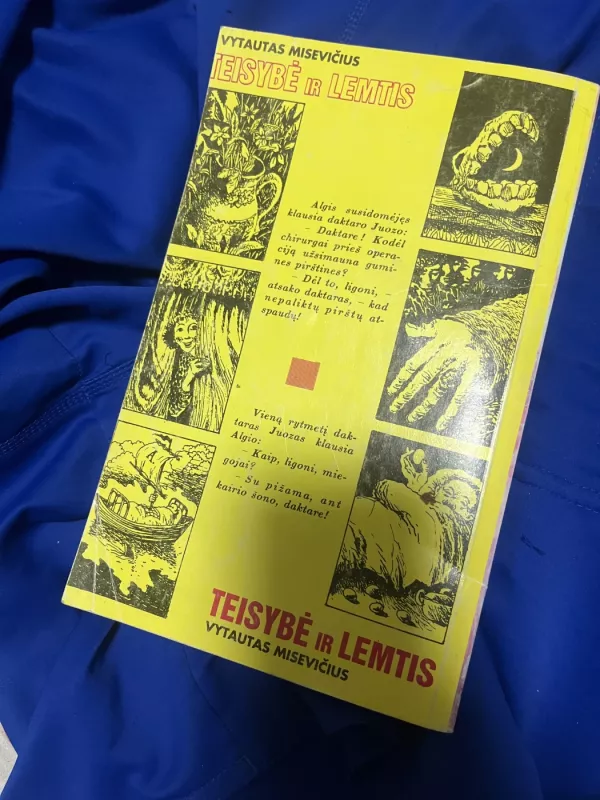 VYTAUTAS MISEVIČIUS
TEISYBĖ IR LEMTIS
Algis susidomėjęs
klausia daktaro Juozo:
– Daktare! Kodėl
chirurgai prieš opera-
ciją užsimauna gumi-
nes pirštines?
– Dėl to, ligoni, –
atsako daktaras, – kad
nepaliktų pirštų at-
spaudų!
Vieną rytmetį dak-
taras Juozas klausia
Algio:
– Kaip, ligoni, mie-
gojai?
– Su pižama, ant
kairio šono, daktare!
TEISYBĖ IR LEMTIS
VYTAUTAS MISEVIČIUS